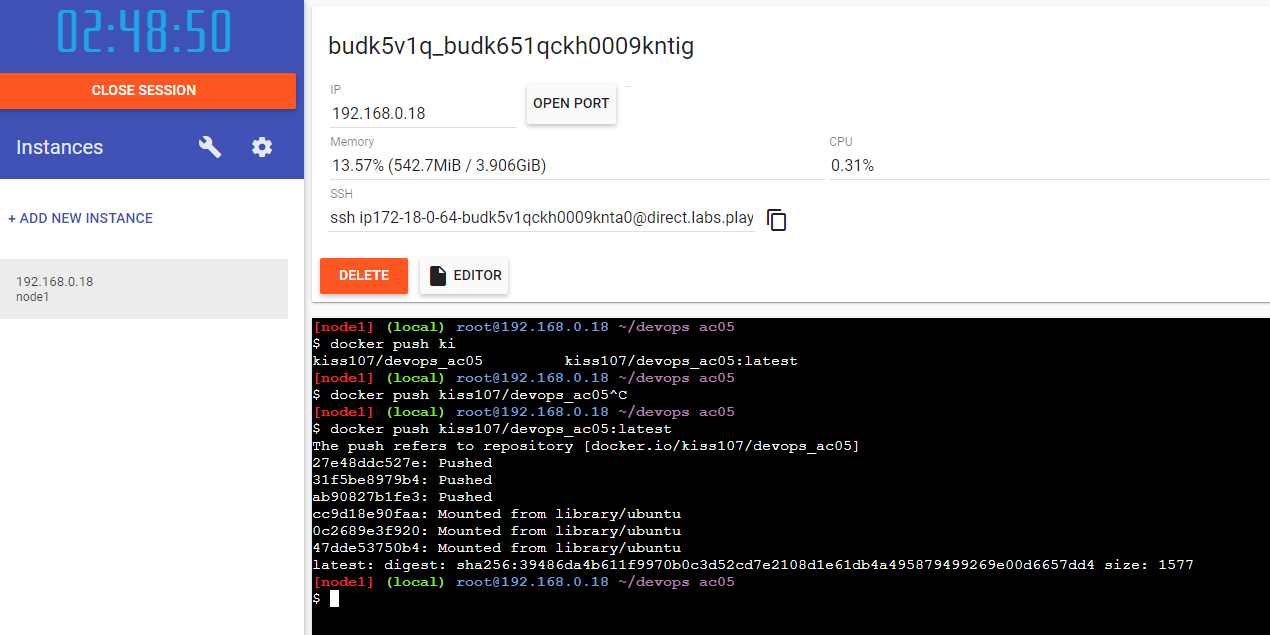 02:48:50
CLOSE SESSION
Instances
+ ADD NEW INSTANCE
192.168.0.18
node1
budk5v1q_budk651qckh0009kntig
IP
192.168.0.18
OPEN PORT
Memory
13.57% (542.7MiB / 3.906GiB)
CPU
0.31%
SSH
ssh ip172-18-0-64-budk5v1qckh0009knta0@direct.labs.play
DELETE
EDITOR
[node1] (local) root@192.168.0.18 ~/devops ac05
$ docker push ki
kiss107/devops_ac05 kiss107/devops_ac05:latest
[node1] (local) root@192.168.0.18 ~/devops ac05
$ docker push kiss107/devops_ac05^C
[node1] (local) root@192.168.0.18 ~/devops ac05
$ docker push kiss107/devops_ac05:latest
The push refers to repository [docker.io/kiss107/devops_ac05]
27e48ddc527e: Pushed
31f5be8979b4: Pushed
ab90827b1fe3: Pushed
cc9d18e90faa: Mounted from library/ubuntu
0c2689e3f920: Mounted from library/ubuntu
47dde53750b4: Mounted from library/ubuntu
latest: digest: sha256:39486da4b611f9970b0c3d52cd7e2108d1e61db4a495879499269e00d6657dd4 size: 1577
[node1] (local) root@192.168.0.18 ~/devops ac05
$